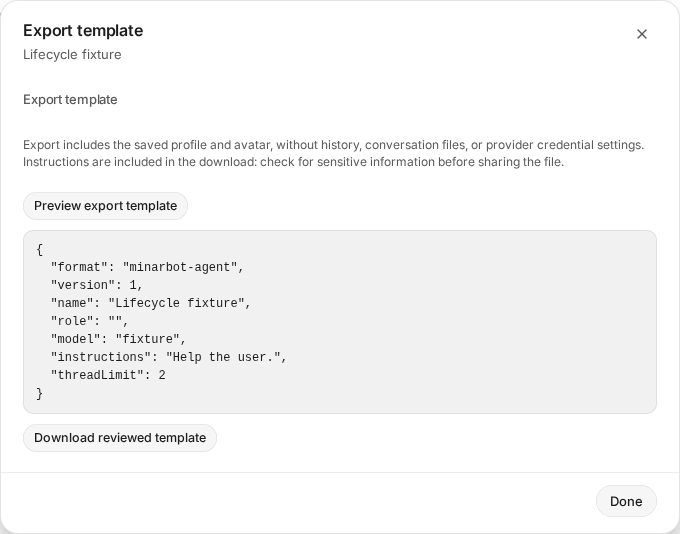 Export template
Lifecycle fixture
Export template
Export includes the saved profile and avatar, without history, conversation files, or provider credential settings.
Instructions are included in the download: check for sensitive information before sharing the file.
Preview export template
{
  "format": "minarbot-agent",
  "version": 1,
  "name": "Lifecycle fixture",
  "role": "",
  "model": "fixture",
  "instructions": "Help the user.",
  "threadLimit": 2
}
Download reviewed template
Done